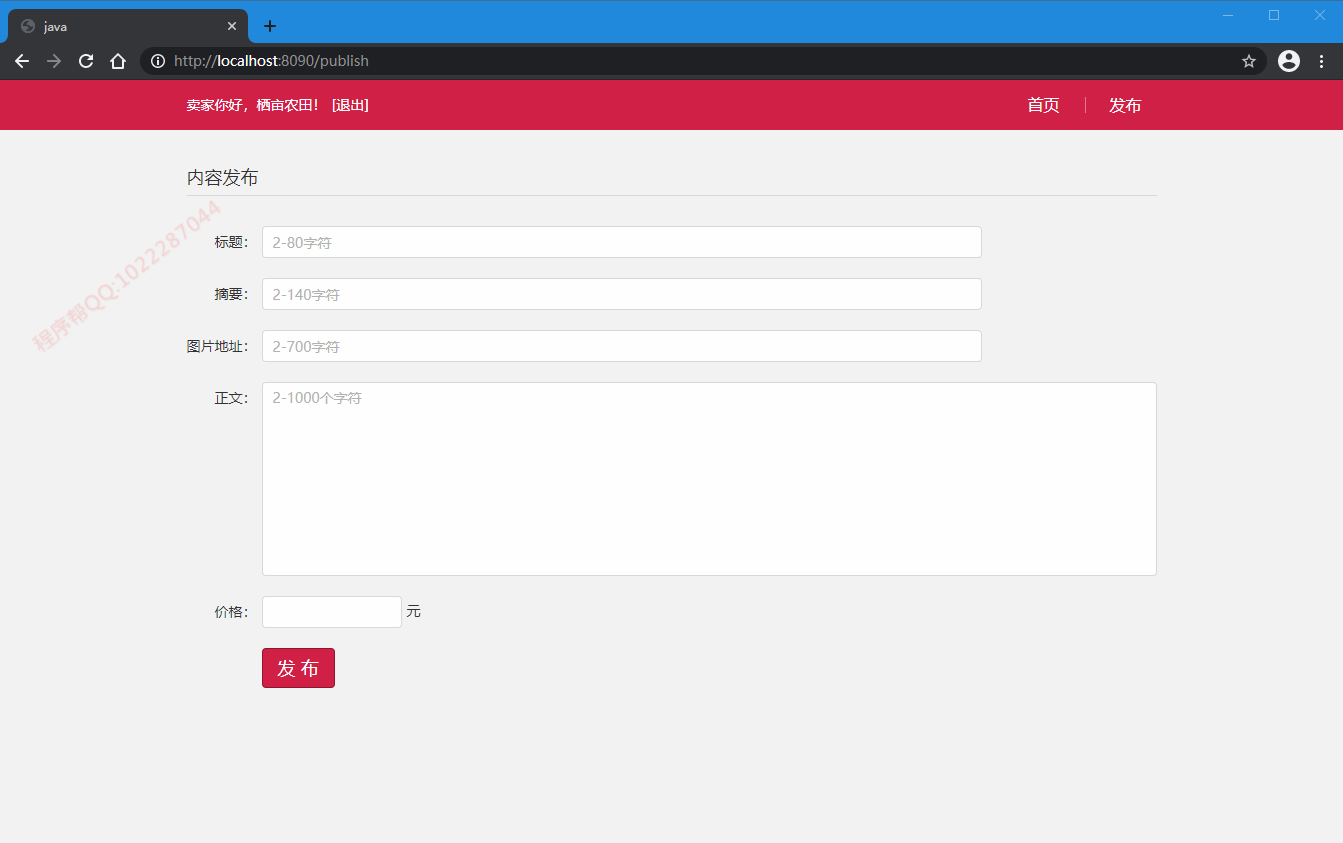 java
http://localhost:8090/publish
卖家你好，栖亩农田！ [退出]
首页
发布
内容发布
程序帮QQ:1022287044
标题：
2-80字符
摘要：
2-140字符
图片地址：
2-700字符
正文：
2-1000个字符
价格：
元
发 布